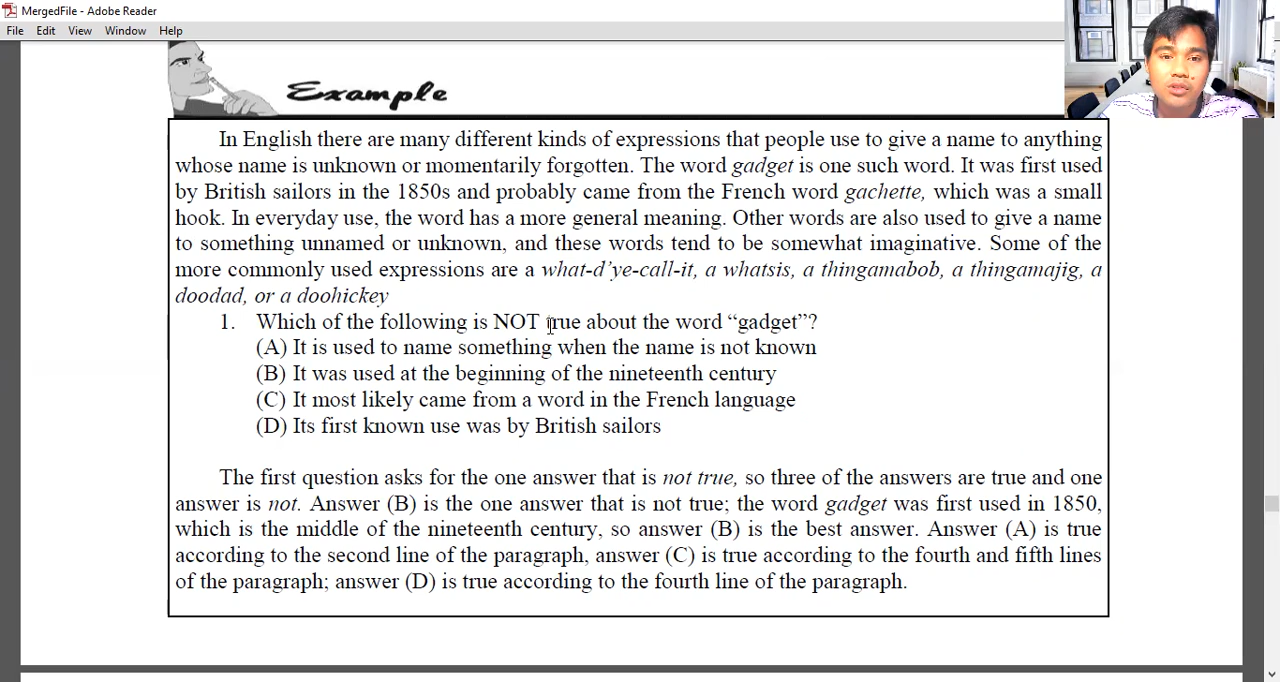 MergedFile - Adobe Reader
File Edit View Window Help
Example
In English there are many different kinds of expressions that people use to give a name to anything
whose name is unknown or momentarily forgotten. The word gadget is one such word. It was first used
by British sailors in the 1850s and probably came from the French word gachette, which was a small
hook. In everyday use, the word has a more general meaning. Other words are also used to give a name
to something unnamed or unknown, and these words tend to be somewhat imaginative. Some of the
more commonly used expressions are a what-d'ye-call-it, a whatsis, a thingamabob, a thingamajig, a
doodad, or a doohickey
1. Which of the following is NOT true about the word “gadget”?
(A) It is used to name something when the name is not known
(B) It was used at the beginning of the nineteenth century
(C) It most likely came from a word in the French language
(D) Its first known use was by British sailors
The first question asks for the one answer that is not true, so three of the answers are true and one
answer is not. Answer (B) is the one answer that is not true; the word gadget was first used in 1850,
which is the middle of the nineteenth century, so answer (B) is the best answer. Answer (A) is true
according to the second line of the paragraph, answer (C) is true according to the fourth and fifth lines
of the paragraph; answer (D) is true according to the fourth line of the paragraph.